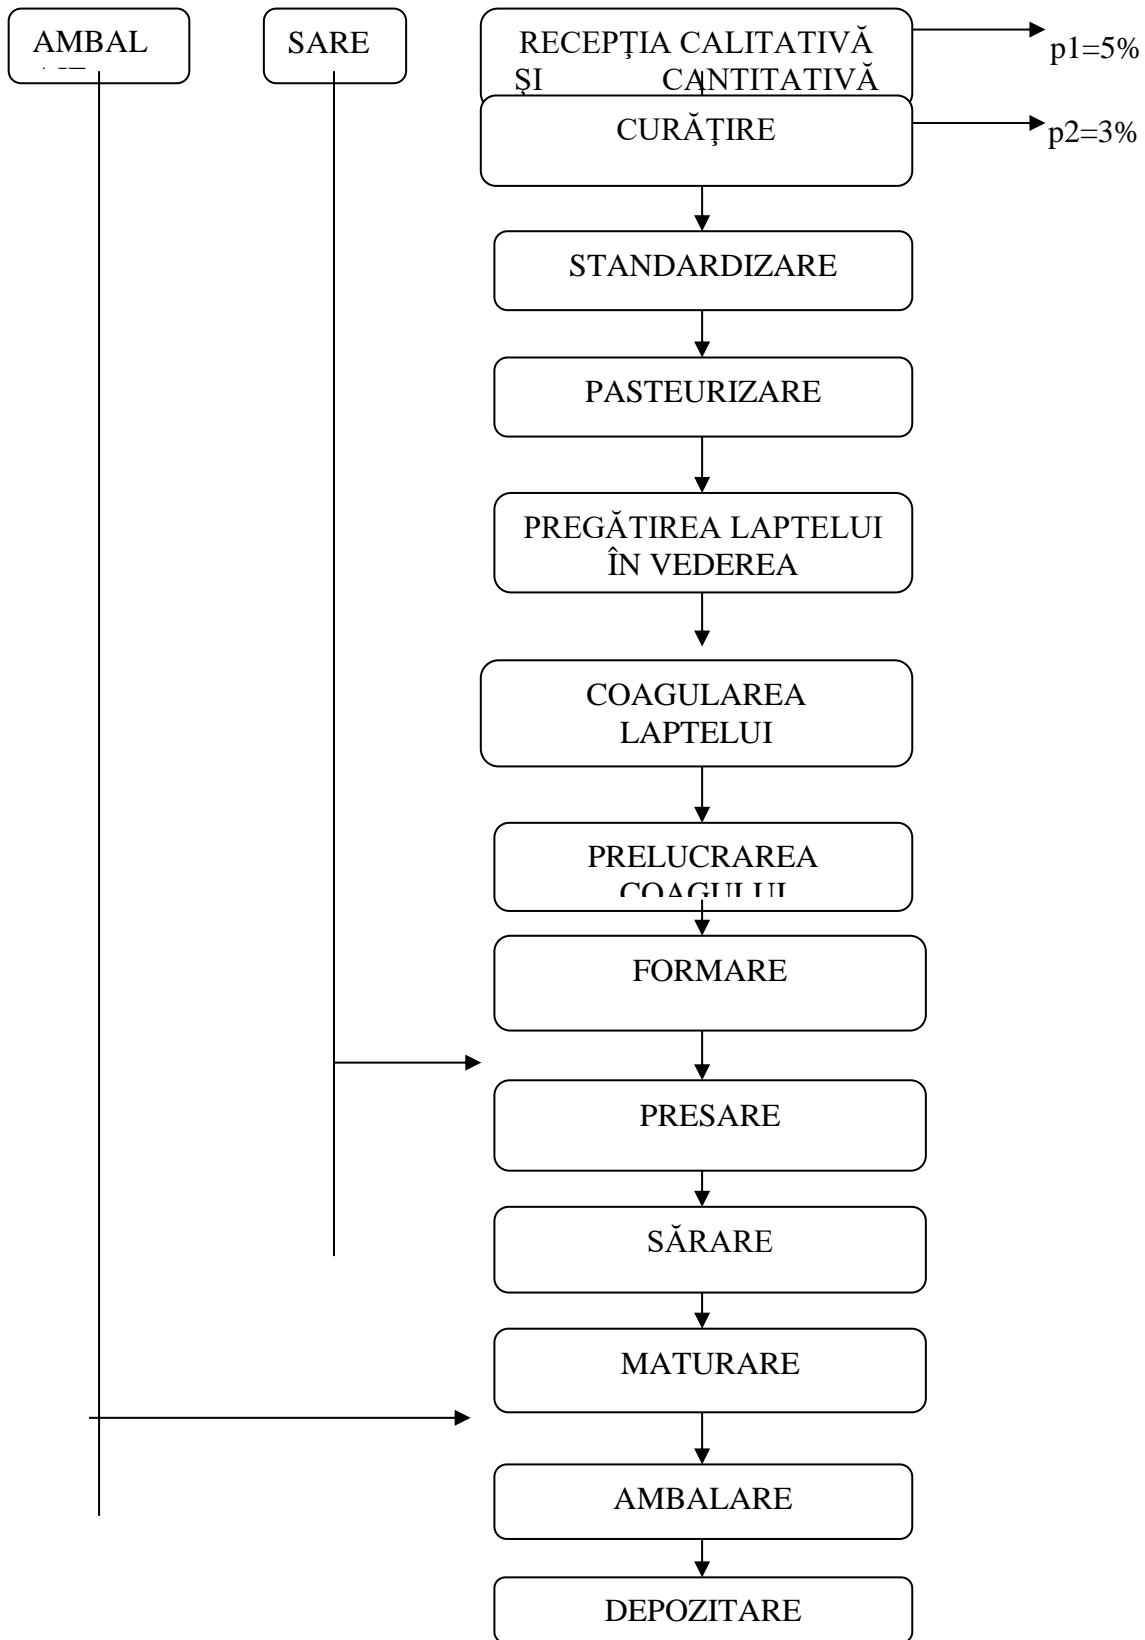 AMBAL
SARE
RECEPŢIA CALITATIVĂ
ŞI CANTITATIVĂ
p1=5%
CURĂŢIRE
p2=3%
STANDARDIZARE
PASTEURIZARE
PREGĂTIREA LAPTELUI
ÎN VEDEREA
COAGULAREA
LAPTELUI
PRELUCRAREA
COAGULUI
FORMARE
PRESARE
SĂRARE
MATURARE
AMBALARE
DEPOZITARE